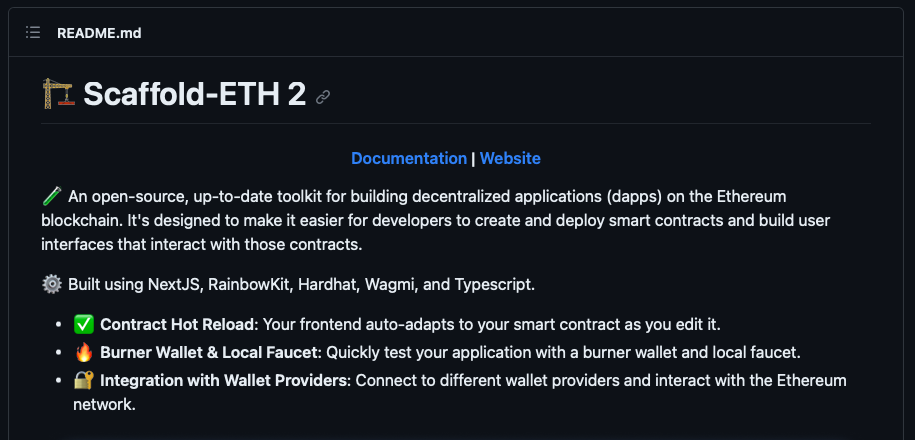 README.md
🏗 Scaffold-ETH 2
Documentation | Website
🧪 An open-source, up-to-date toolkit for building decentralized applications (dapps) on the Ethereum
blockchain. It's designed to make it easier for developers to create and deploy smart contracts and build user
interfaces that interact with those contracts.
⚙️ Built using NextJS, RainbowKit, Hardhat, Wagmi, and Typescript.
• ✅ Contract Hot Reload: Your frontend auto-adapts to your smart contract as you edit it.
• 🔥 Burner Wallet & Local Faucet: Quickly test your application with a burner wallet and local faucet.
• 🔐 Integration with Wallet Providers: Connect to different wallet providers and interact with the Ethereum
network.